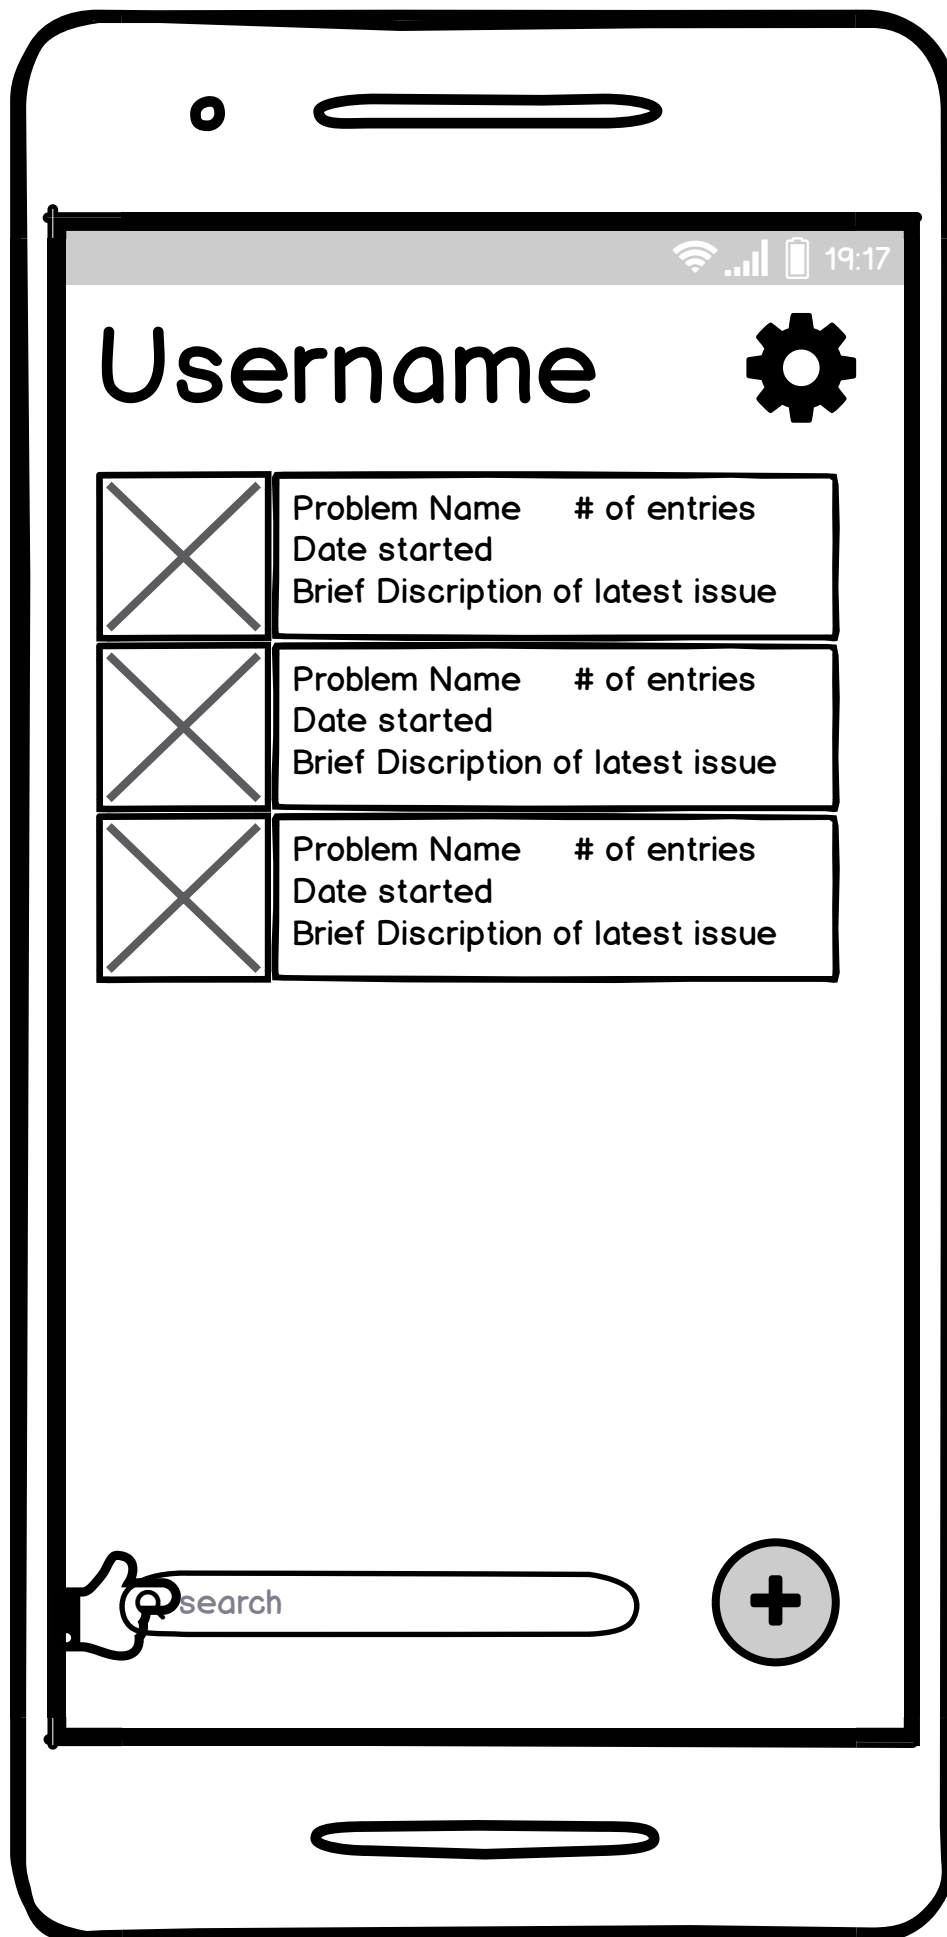 19:17
Username
Problem Name # of entries
Date started
Brief Discription of latest issue
Problem Name # of entries
Date started
Brief Discription of latest issue
Problem Name # of entries
Date started
Brief Discription of latest issue
search